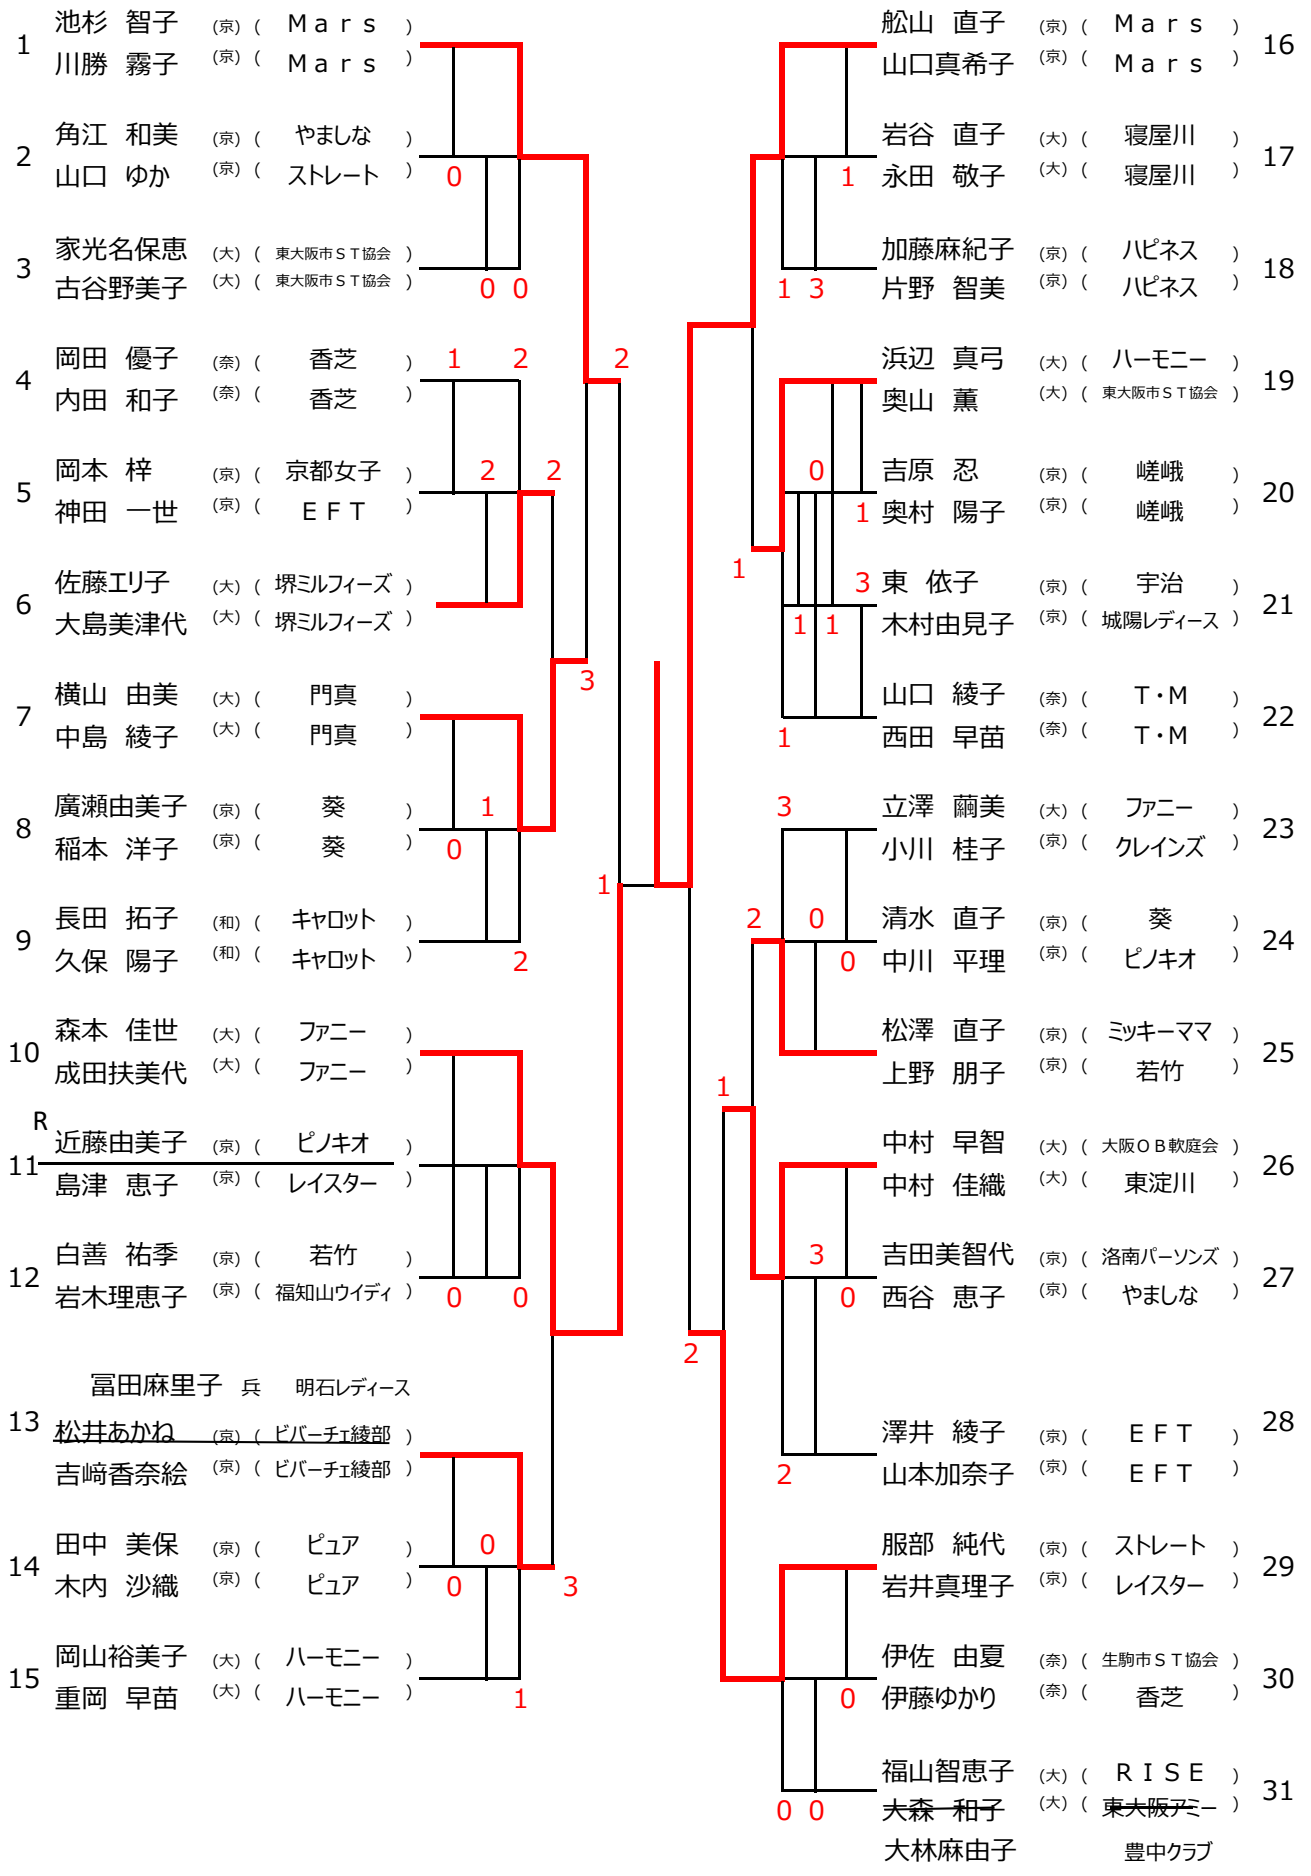 1 池杉 智子 (京) ( Mars )
川勝 霧子 (京) ( Mars )
2 角江 和美 (京) ( やましな )
山口 ゆか (京) ( ストレート ) 0
3 家光名保恵 (大) ( 東大阪市ST協会 )
古谷野美子 (大) ( 東大阪市ST協会 ) 0 0
4 岡田 優子 (奈) ( 香芝 ) 1 2 2
内田 和子 (奈) ( 香芝 )
5 岡本 梓 (京) ( 京都女子 ) 2 2
神田 一世 (京) ( EFT )
6 佐藤エリ子 (大) ( 堺ミルフィーズ )
大島美津代 (大) ( 堺ミルフィーズ )
3
7 横山 由美 (大) ( 門真 )
中島 綾子 (大) ( 門真 )
8 廣瀬由美子 (京) ( 葵 ) 1
稲本 洋子 (京) ( 葵 ) 0
1
9 長田 拓子 (和) ( キャロット )
久保 陽子 (和) ( キャロット ) 2
10 森本 佳世 (大) ( ファニー )
成田扶美代 (大) ( ファニー )
R
11 近藤由美子 (京) ( ピノキオ )
島津 恵子 (京) ( レイスター )
12 白善 祐季 (京) ( 若竹 )
岩木理恵子 (京) ( 福知山ウイディ ) 0 0
冨田麻里子 兵 明石レディース
13 松井あかね (京) ( ビバーチェ綾部 )
吉﨑香奈絵 (京) ( ビバーチェ綾部 )
14 田中 美保 (京) ( ピュア ) 0
木内 沙織 (京) ( ピュア ) 0 3
15 岡山裕美子 (大) ( ハーモニー )
重岡 早苗 (大) ( ハーモニー ) 1
舩山 直子 (京) ( Mars ) 16
山口真希子 (京) ( Mars )
岩谷 直子 (大) ( 寝屋川 ) 17
1 永田 敬子 (大) ( 寝屋川 )
加藤麻紀子 (京) ( ハピネス ) 18
1 3 片野 智美 (京) ( ハピネス )
浜辺 真弓 (大) ( ハーモニー ) 19
奥山 薫 (大) ( 東大阪市ST協会 )
0 吉原 忍 (京) ( 嵯峨 ) 20
1 奥村 陽子 (京) ( 嵯峨 )
1 3 東 依子 (京) ( 宇治 ) 21
1 1 木村由見子 (京) ( 城陽レディース )
山口 綾子 (奈) ( T・M ) 22
1 西田 早苗 (奈) ( T・M )
3 立澤 繭美 (大) ( ファニー ) 23
小川 桂子 (京) ( クレインズ )
2 0 清水 直子 (京) ( 葵 ) 24
0 中川 平理 (京) ( ピノキオ )
松澤 直子 (京) ( ミッキーママ ) 25
1 上野 朋子 (京) ( 若竹 )
中村 早智 (大) ( 大阪OB軟庭会 ) 26
中村 佳織 (大) ( 東淀川 )
3 吉田美智代 (京) ( 洛南パーソンズ ) 27
0 西谷 恵子 (京) ( やましな )
2
澤井 綾子 (京) ( EFT ) 28
2 山本加奈子 (京) ( EFT )
服部 純代 (京) ( ストレート ) 29
岩井真理子 (京) ( レイスター )
伊佐 由夏 (奈) ( 生駒市ST協会 ) 30
0 伊藤ゆかり (奈) ( 香芝 )
福山智恵子 (大) ( RISE ) 31
0 0 大森 和子 (大) ( 東大阪アミー )
大林麻由子 豊中クラブ